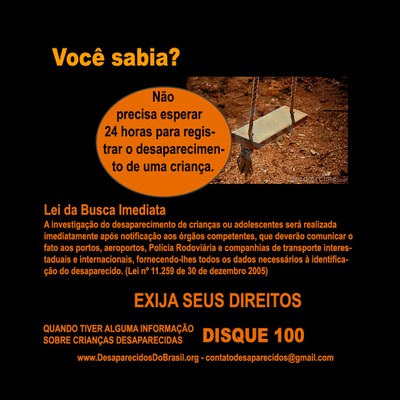 Você sabia?
Não
precisa esperar
24 horas para regis-
trar o desaparecimen-
to de uma criança.
Lei da Busca Imediata
A investigação do desaparecimento de crianças ou adolescentes será realizada
imediatamente após notificação aos órgãos competentes, que deverão comunicar o
fato aos portos, aeroportos, Polícia Rodoviária e companhias de transporte interes-
taduais e internacionais, fornecendo-lhes todos os dados necessários à identifica-
ção do desaparecido. (Lei nº 11.259 de 30 de dezembro 2005)
EXIJA SEUS DIREITOS
QUANDO TIVER ALGUMA INFORMAÇÃO
SOBRE CRIANÇAS DESAPARECIDAS
DISQUE 100
www.DesaparecidosDoBrasil.org - contatodesaparecidos@gmail.com